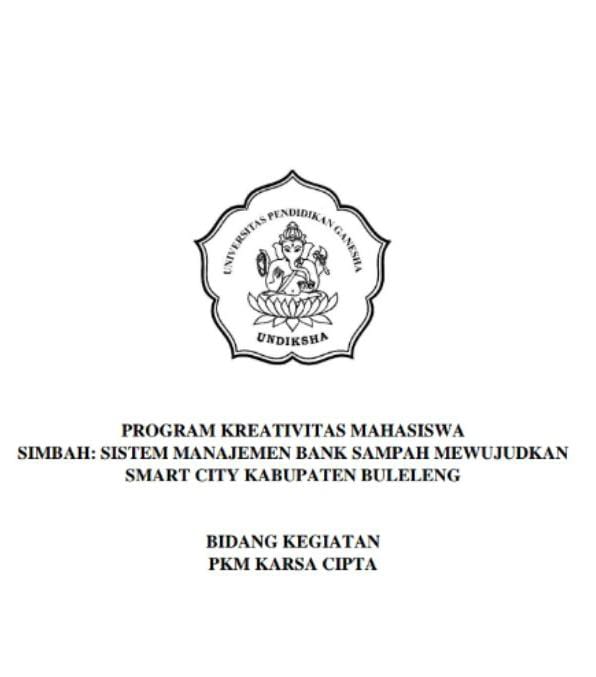 UNIVERSITAS PENDIDIKAN GANESHA
UNDIKSHA
PROGRAM KREATIVITAS MAHASISWA
SIMBAH: SISTEM MANAJEMEN BANK SAMPAH MEWUJUDKAN
SMART CITY KABUPATEN BULELENG
BIDANG KEGIATAN
PKM KARSA CIPTA